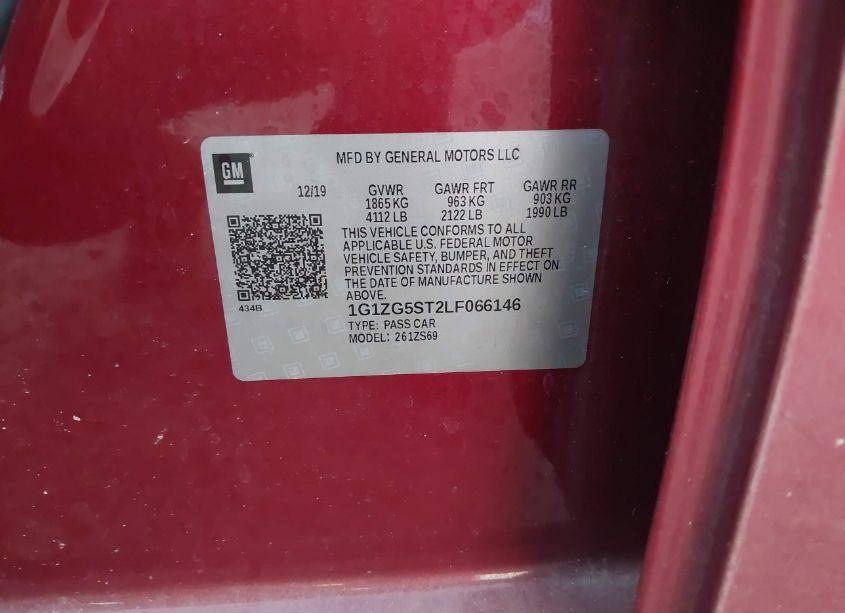 GM
MFD BY GENERAL MOTORS LLC
12/19 GVWR GAWR FRT GAWR RR
1865 KG 963 KG 903 KG
4112 LB 2122 LB 1990 LB
THIS VEHICLE CONFORMS TO ALL
APPLICABLE U.S. FEDERAL MOTOR
VEHICLE SAFETY, BUMPER, AND THEFT
PREVENTION STANDARDS IN EFFECT ON
THE DATE OF MANUFACTURE SHOWN
ABOVE.
434B
1G1ZG5ST2LF066146
TYPE: PASS CAR
MODEL: 261ZS69